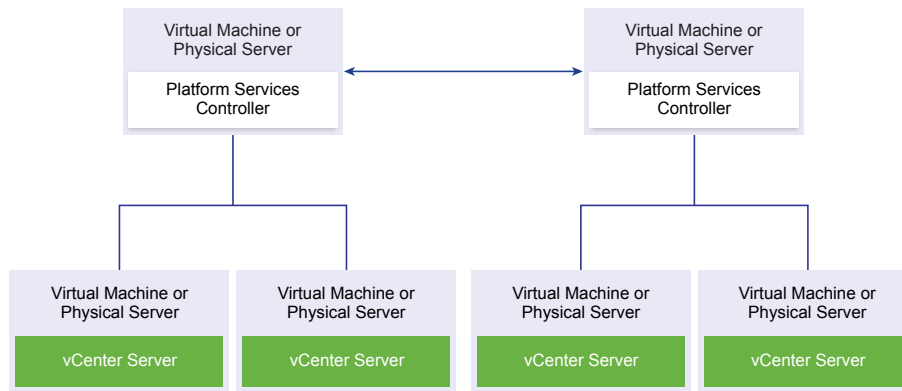 Virtual Machine or
Physical Server
Platform Services
Controller
Virtual Machine or
Physical Server
Platform Services
Controller
Virtual Machine or
Physical Server
vCenter Server
Virtual Machine or
Physical Server
vCenter Server
Virtual Machine or
Physical Server
vCenter Server
Virtual Machine or
Physical Server
vCenter Server